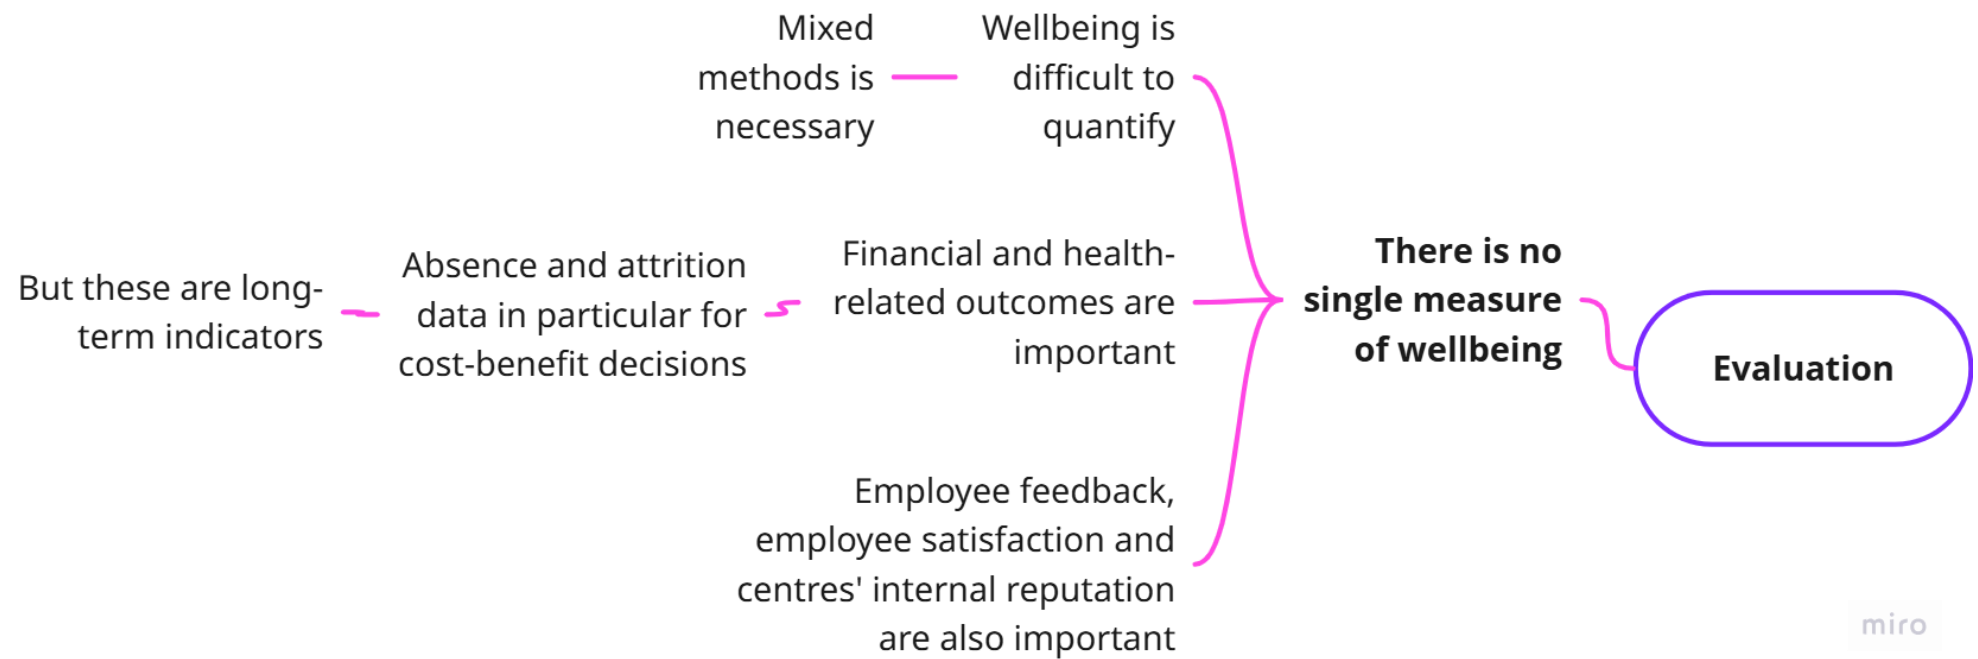 Mixed
methods is
necessary
Wellbeing is
difficult to
quantify
But these are long-
term indicators
Absence and attrition
data in particular for
cost-benefit decisions
Financial and health-
related outcomes are
important
Employee feedback,
employee satisfaction and
centres' internal reputation
are also important
There is no
single measure
of wellbeing
Evaluation
miro